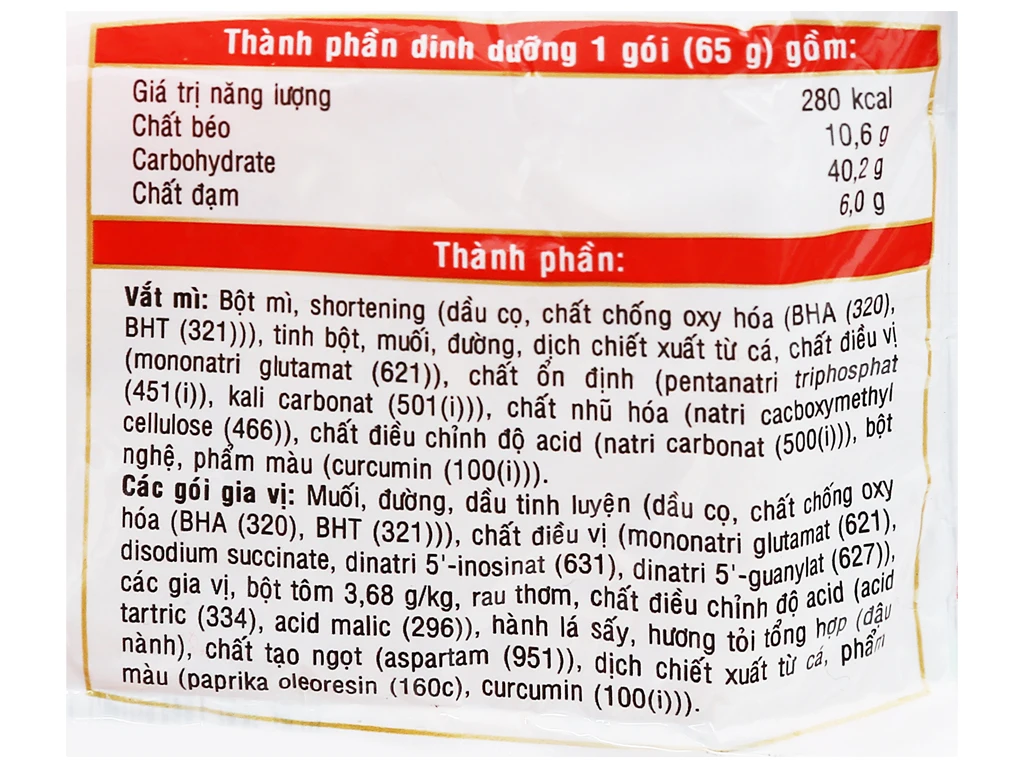 Thành phần dinh dưỡng 1 gói (65 g) gồm:
Giá trị năng lượng 280 kcal
Chất béo 10,6 g
Carbohydrate 40,2 g
Chất đạm 6,0 g
Thành phần:
Vắt mì: Bột mì, shortening (dầu cọ, chất chống oxy hóa (BHA (320),
BHT (321))), tinh bột, muối, đường, dịch chiết xuất từ cá, chất điều vị
(mononatri glutamat (621)), chất ổn định (pentanatri triphosphat
(451(i)), kali carbonat (501(i))), chất nhũ hóa (natri cacboxymethyl
cellulose (466)), chất điều chỉnh độ acid (natri carbonat (500(i))), bột
nghệ, phẩm màu (curcumin (100(i))).
Các gói gia vị: Muối, đường, dầu tinh luyện (dầu cọ, chất chống oxy
hóa (BHA (320), BHT (321))), chất điều vị (mononatri glutamat (621),
disodium succinate, dinatri 5'-inosinat (631), dinatri 5'-guanylat (627)),
các gia vị, bột tôm 3,68 g/kg, rau thơm, chất điều chỉnh độ acid (acid
tartric (334), acid malic (296)), hành lá sấy, hương tỏi tổng hợp (đậu
nành), chất tạo ngọt (aspartam (951)), dịch chiết xuất từ cá, phẩm
màu (paprika oleoresin (160c), curcumin (100(i))).